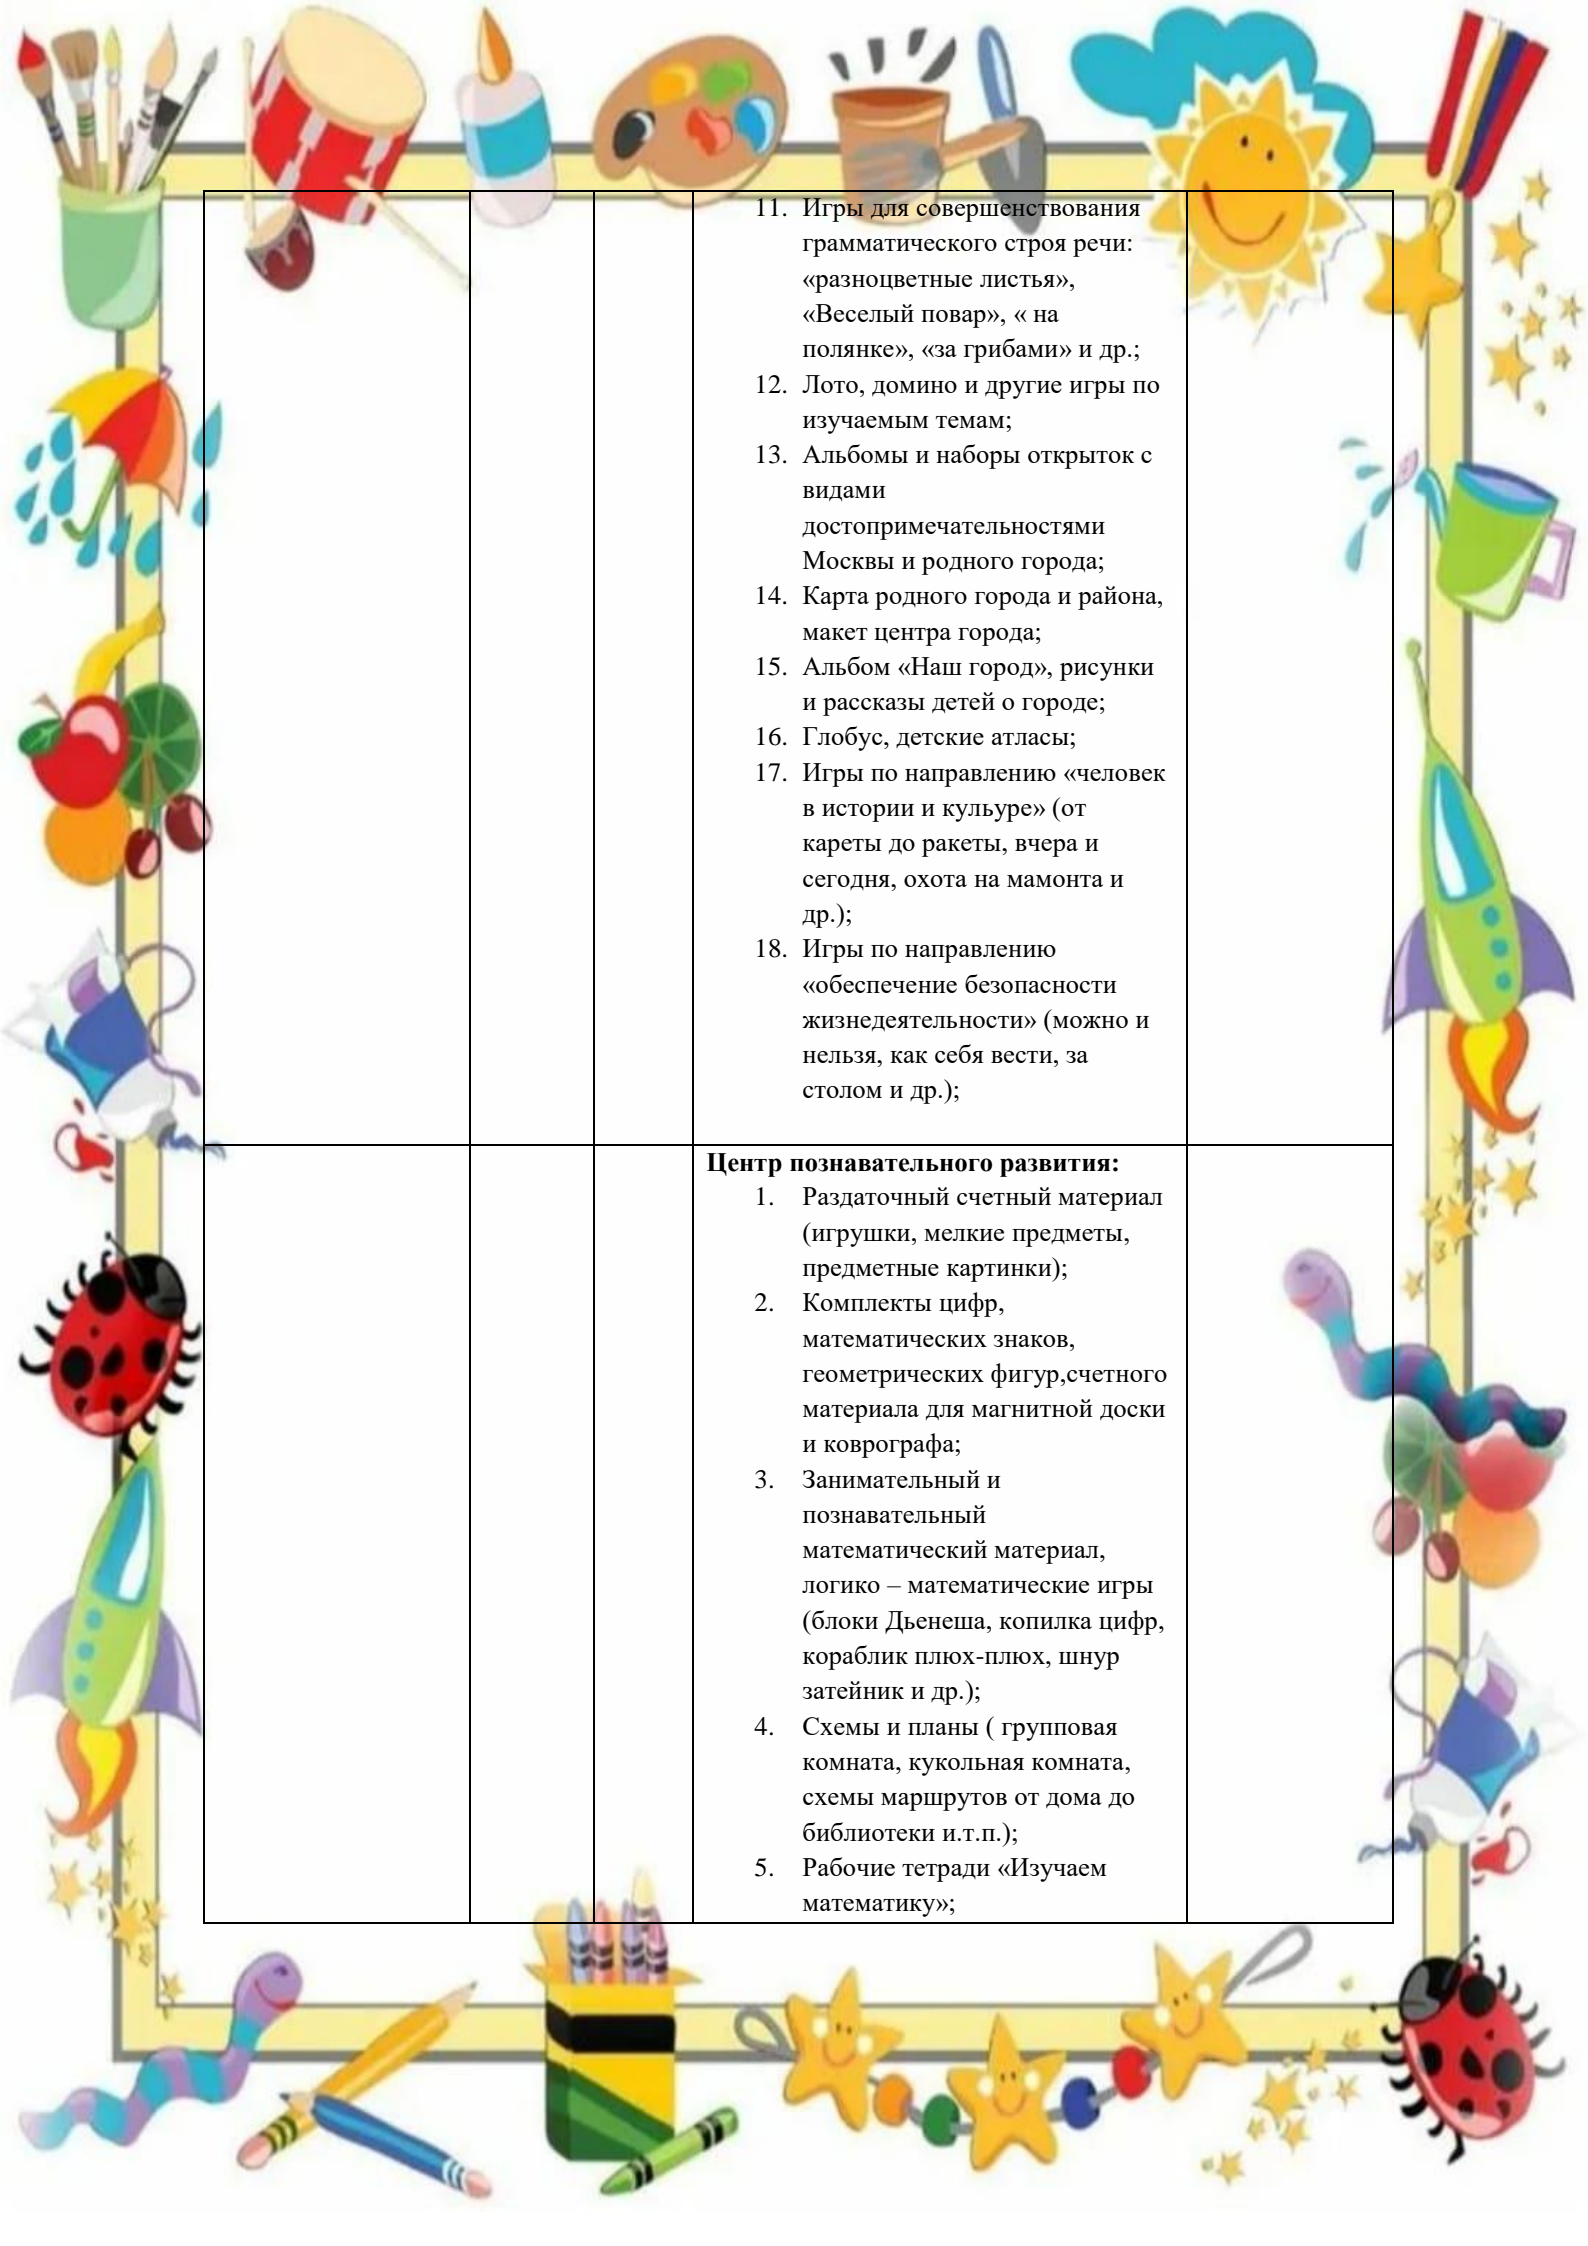 11. Игры для совершенствования
грамматического строя речи:
«разноцветные листья»,
«Веселый повар», « на
полянке», «за грибами» и др.;
12. Лото, домино и другие игры по
изучаемым темам;
13. Альбомы и наборы открыток с
видами
достопримечательностями
Москвы и родного города;
14. Карта родного города и района,
макет центра города;
15. Альбом «Наш город», рисунки
и рассказы детей о городе;
16. Глобус, детские атласы;
17. Игры по направлению «человек
в истории и кульуре» (от
кареты до ракеты, вчера и
сегодня, охота на мамонта и
др.);
18. Игры по направлению
«обеспечение безопасности
жизнедеятельности» (можно и
нельзя, как себя вести, за
столом и др.);
Центр познавательного развития:
1. Раздаточный счетный материал
(игрушки, мелкие предметы,
предметные картинки);
2. Комплекты цифр,
математических знаков,
геометрических фигур,счетного
материала для магнитной доски
и коврографа;
3. Занимательный и
познавательный
математический материал,
логико – математические игры
(блоки Дьенеша, копилка цифр,
кораблик плюх-плюх, шнур
затейник и др.);
4. Схемы и планы ( групповая
комната, кукольная комната,
схемы маршрутов от дома до
библиотеки и.т.п.);
5. Рабочие тетради «Изучаем
математику»;